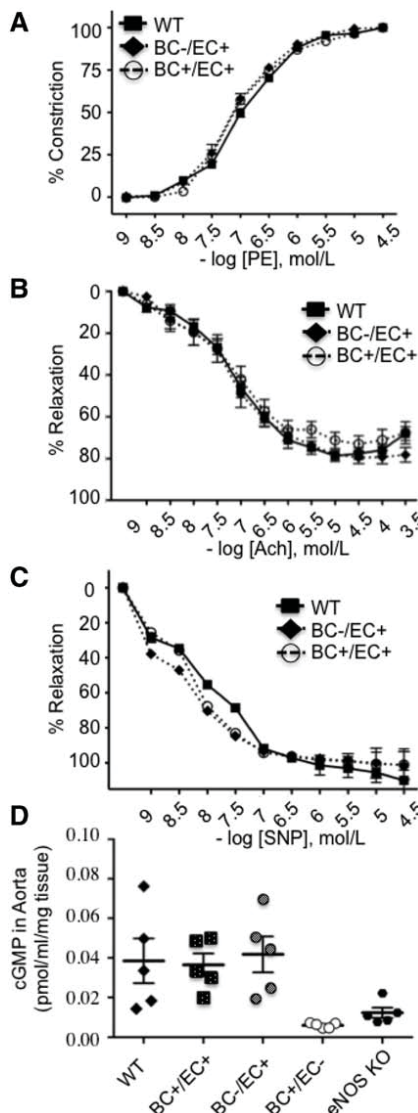 A
WT
BC-/EC+
BC+/EC+
% Constriction
100
75
50
25
0
9 8.5 8 7.5 7 6.5 6 5.5 5 4.5
- log [PE], mol/L
B
WT
BC-/EC+
BC+/EC+
% Relaxation
0
20
40
60
80
100
9 8.5 8 7.5 7 6.5 6 5.5 5 4.5 4 3.5
- log [Ach], mol/L
C
WT
BC-/EC+
BC+/EC+
% Relaxation
0
20
40
60
80
100
9 8.5 8 7.5 7 6.5 6 5.5 5 4.5 4
- log [SNP], mol/L
D
cGMP in Aorta
(pmol/ml/mg tissue)
0.10
0.08
0.06
0.04
0.02
0.00
WT BC+/EC+ BC-/EC+ BC+/EC- eNOS KO